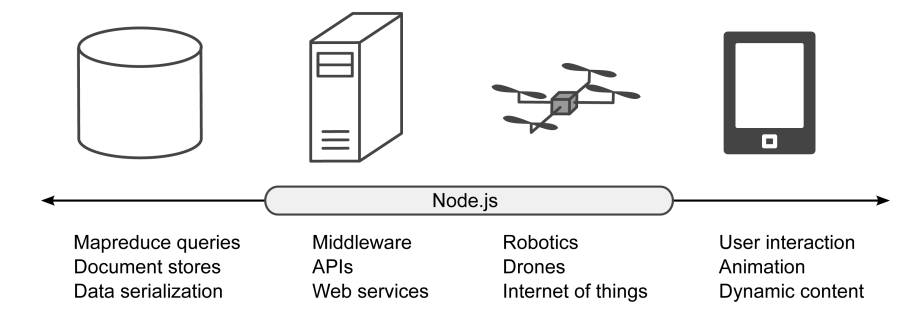 Node.js
Mapreduce queries
Document stores
Data serialization
Middleware
APIs
Web services
Robotics
Drones
Internet of things
User interaction
Animation
Dynamic content